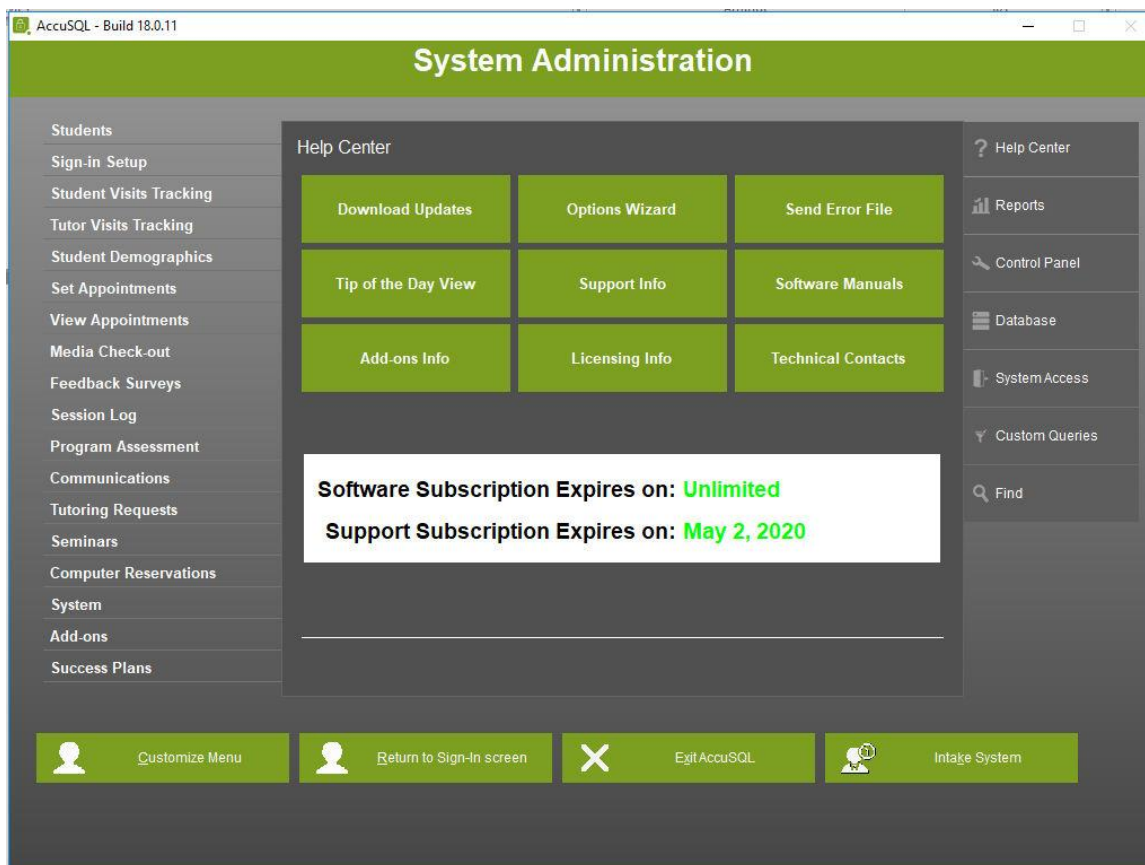 AccuSQL - Build 18.0.11
System Administration
Students
Sign-in Setup
Student Visits Tracking
Tutor Visits Tracking
Student Demographics
Set Appointments
View Appointments
Media Check-out
Feedback Surveys
Session Log
Program Assessment
Communications
Tutoring Requests
Seminars
Computer Reservations
System
Add-ons
Success Plans
Help Center
Download Updates
Options Wizard
Send Error File
Tip of the Day View
Support Info
Software Manuals
Add-ons Info
Licensing Info
Technical Contacts
Software Subscription Expires on: Unlimited
Support Subscription Expires on: May 2, 2020
? Help Center
Reports
Control Panel
Database
System Access
Custom Queries
Find
Customize Menu
Return to Sign-In screen
Exit AccuSQL
Intake System